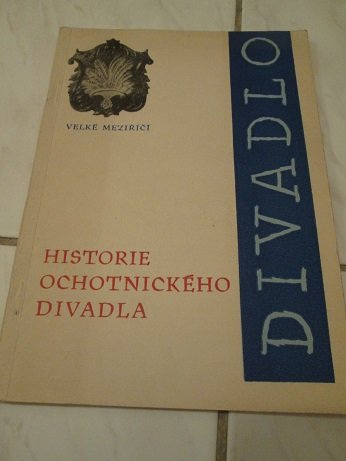 VELKÉ MEZIŘÍČÍ
DIVADLO
HISTORIE
OCHOTNICKÉHO
DIVADLA